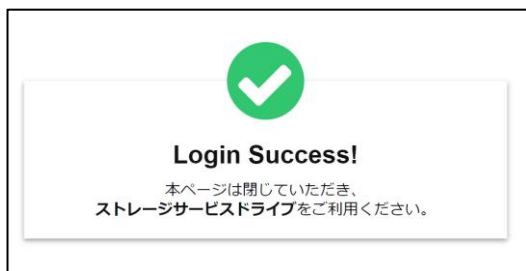 Login Success!
本ページは閉じていただき、
ストレージサービスドライブをご利用ください。